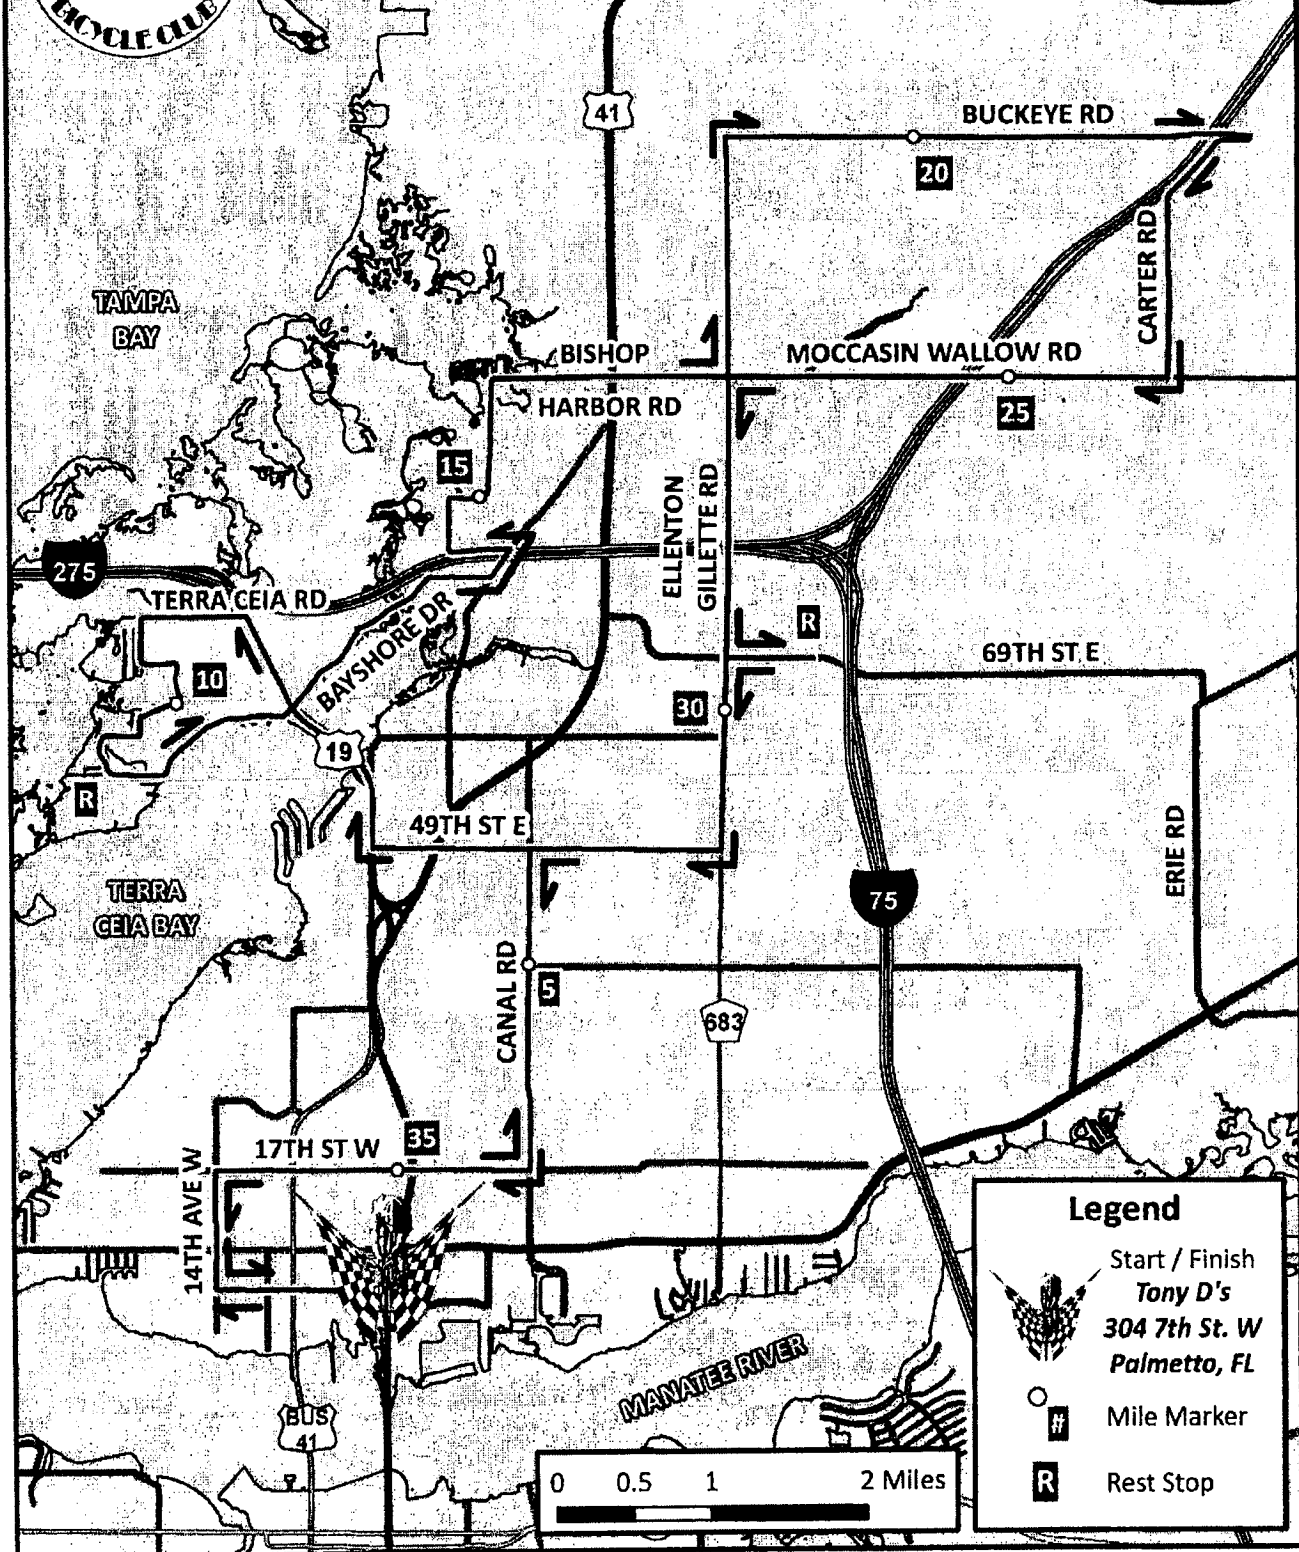 BICYCLE CLUB
41
BUCKEYE RD
20
TAMPA
BAY
CARTER RD
BISHOP
MOCCASIN WALLOW RD
HARBOR RD
25
15
ELLENTON
GILLETTE RD
275
TERRA CEIA RD
BAYSHORE DR
R
69TH ST E
10
30
19
R
49TH ST E
ERIE RD
TERRA
CEIA BAY
75
CANAL RD
5
683
35
17TH ST W
14TH AVE W
Legend
Start / Finish
Tony D's
304 7th St. W
Palmetto, FL
Mile Marker
#
R
Rest Stop
MANATEE RIVER
BUS
41
0 0.5 1 2 Miles